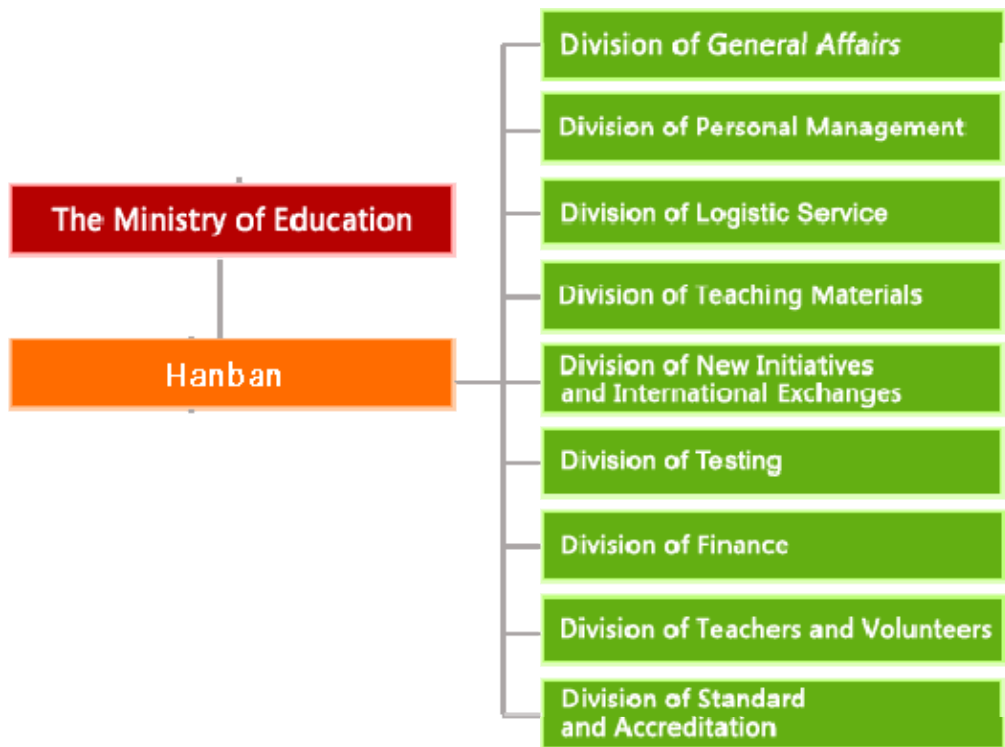 The Ministry of Education
Hanban
Division of General Affairs
Division of Personal Management
Division of Logistic Service
Division of Teaching Materials
Division of New Initiatives
and International Exchanges
Division of Testing
Division of Finance
Division of Teachers and Volunteers
Division of Standard
and Accreditation